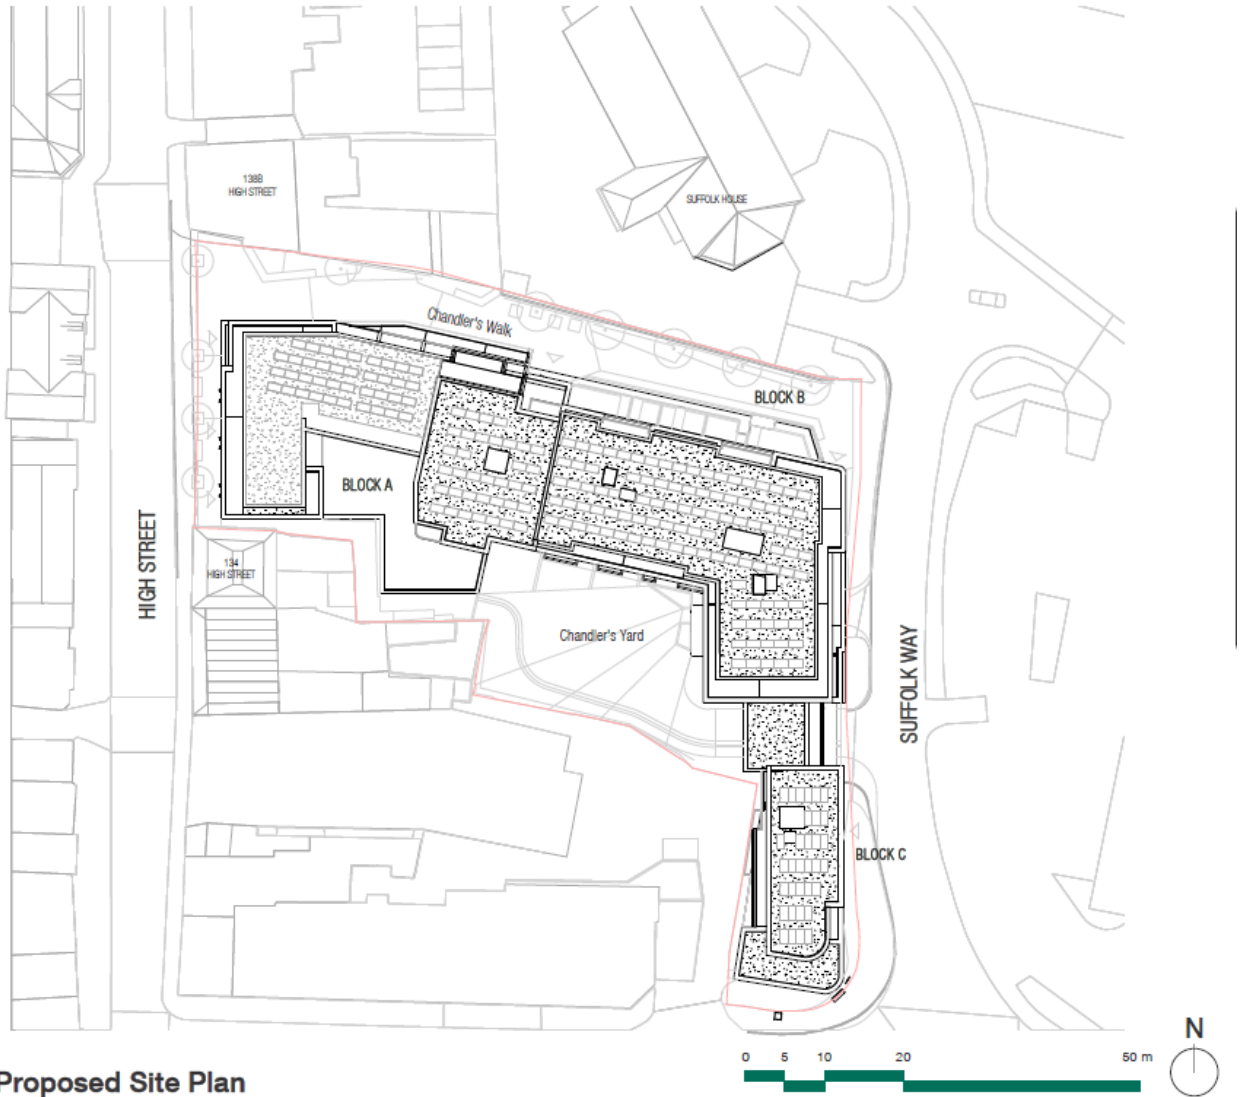 138B
HIGH STREET
SUFFOLK HOUSE
Chandler's Walk
BLOCK B
BLOCK A
HIGH STREET
134
HIGH STREET
Chandler's Yard
SUFFOLK WAY
BLOCK C
N
0 5 10 20 50 m
Proposed Site Plan